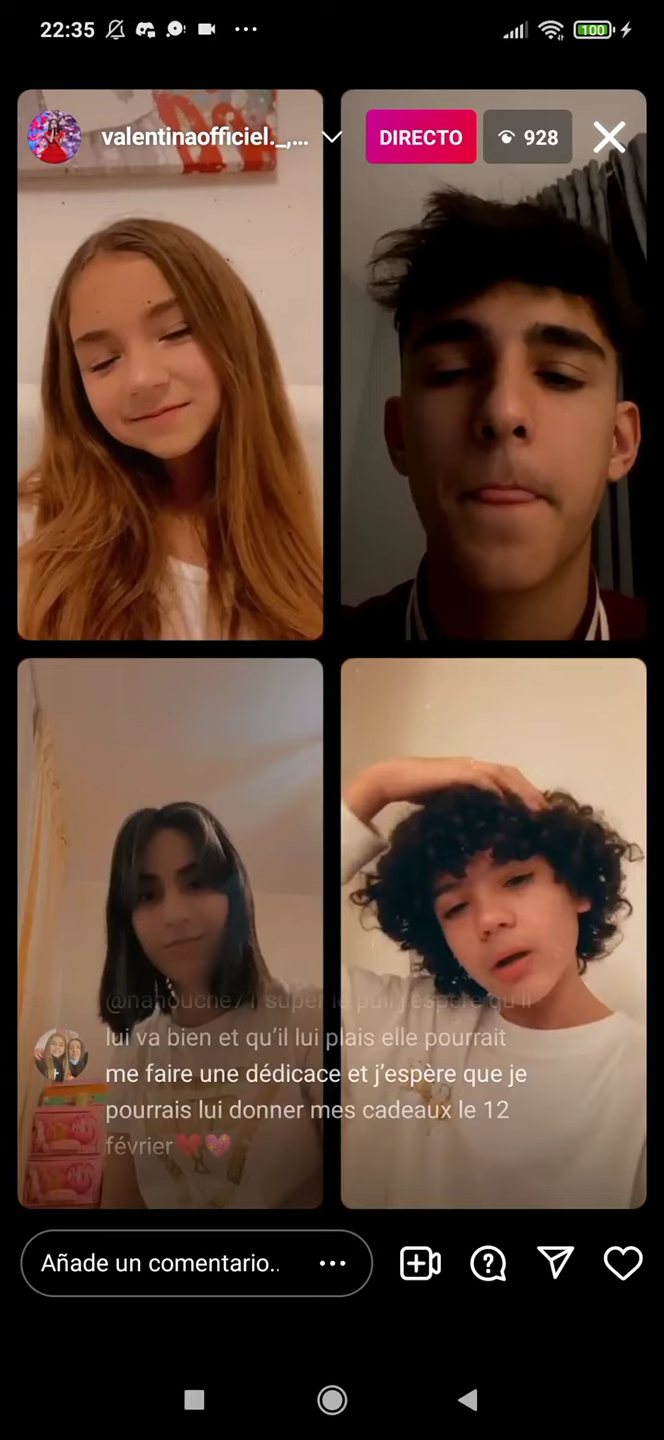 22:35
100
valentinaofficiel._,...
DIRECTO
928
lui va bien et qu'il lui plais elle pourrait
me faire une dédicace et j'espère que je
pourrais lui donner mes cadeaux le 12
février❤️💖
Añade un comentario..